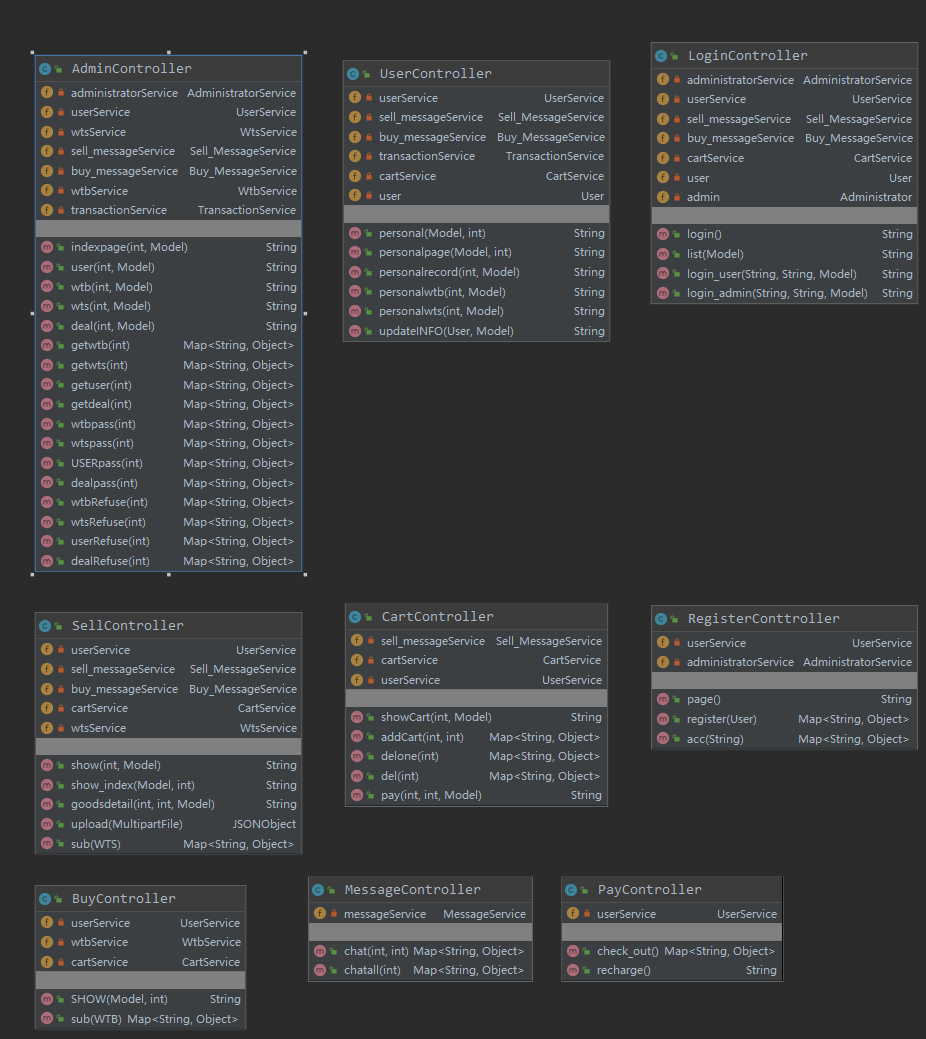 AdminController
administratorService AdministratorService
userService UserService
wtsService WtsService
sell_messageService Sell_MessageService
buy_messageService Buy_MessageService
wtbService WtbService
transactionService TransactionService
indexpage(int, Model) String
user(int, Model) String
wtb(int, Model) String
wts(int, Model) String
deal(int, Model) String
getwtb(int) Map<String, Object>
getwts(int) Map<String, Object>
getuser(int) Map<String, Object>
getdeal(int) Map<String, Object>
wtbpass(int) Map<String, Object>
wtspass(int) Map<String, Object>
USERpass(int) Map<String, Object>
dealpass(int) Map<String, Object>
wtbRefuse(int) Map<String, Object>
wtsRefuse(int) Map<String, Object>
userRefuse(int) Map<String, Object>
dealRefuse(int) Map<String, Object>
UserController
userService UserService
sell_messageService Sell_MessageService
buy_messageService Buy_MessageService
transactionService TransactionService
cartService CartService
user User
personal(Model, int) String
personalpage(Model, int) String
personalrecord(int, Model) String
personalwtb(int, Model) String
personalwts(int, Model) String
updateINFO(User, Model) String
LoginController
administratorService AdministratorService
userService UserService
sell_messageService Sell_MessageService
buy_messageService Buy_MessageService
cartService CartService
user User
admin Administrator
login() String
list(Model) String
login_user(String, String, Model) String
login_admin(String, String, Model) String
SellController
userService UserService
sell_messageService Sell_MessageService
buy_messageService Buy_MessageService
cartService CartService
wtsService WtsService
show(int, Model) String
show_index(Model, int) String
goodsdetail(int, int, Model) String
upload(MultipartFile) JSONObject
sub(WTS) Map<String, Object>
CartController
sell_messageService Sell_MessageService
cartService CartService
userService UserService
showCart(int, Model) String
addCart(int, int) Map<String, Object>
delone(int) Map<String, Object>
del(int) Map<String, Object>
pay(int, int, Model) String
RegisterConttroller
userService UserService
administratorService AdministratorService
page() String
register(User) Map<String, Object>
acc(String) Map<String, Object>
BuyController
userService UserService
wtbService WtbService
cartService CartService
SHOW(Model, int) String
sub(WTB) Map<String, Object>
MessageController
messageService MessageService
chat(int, int) Map<String, Object>
chatall(int) Map<String, Object>
PayController
userService UserService
check_out() Map<String, Object>
recharge() String